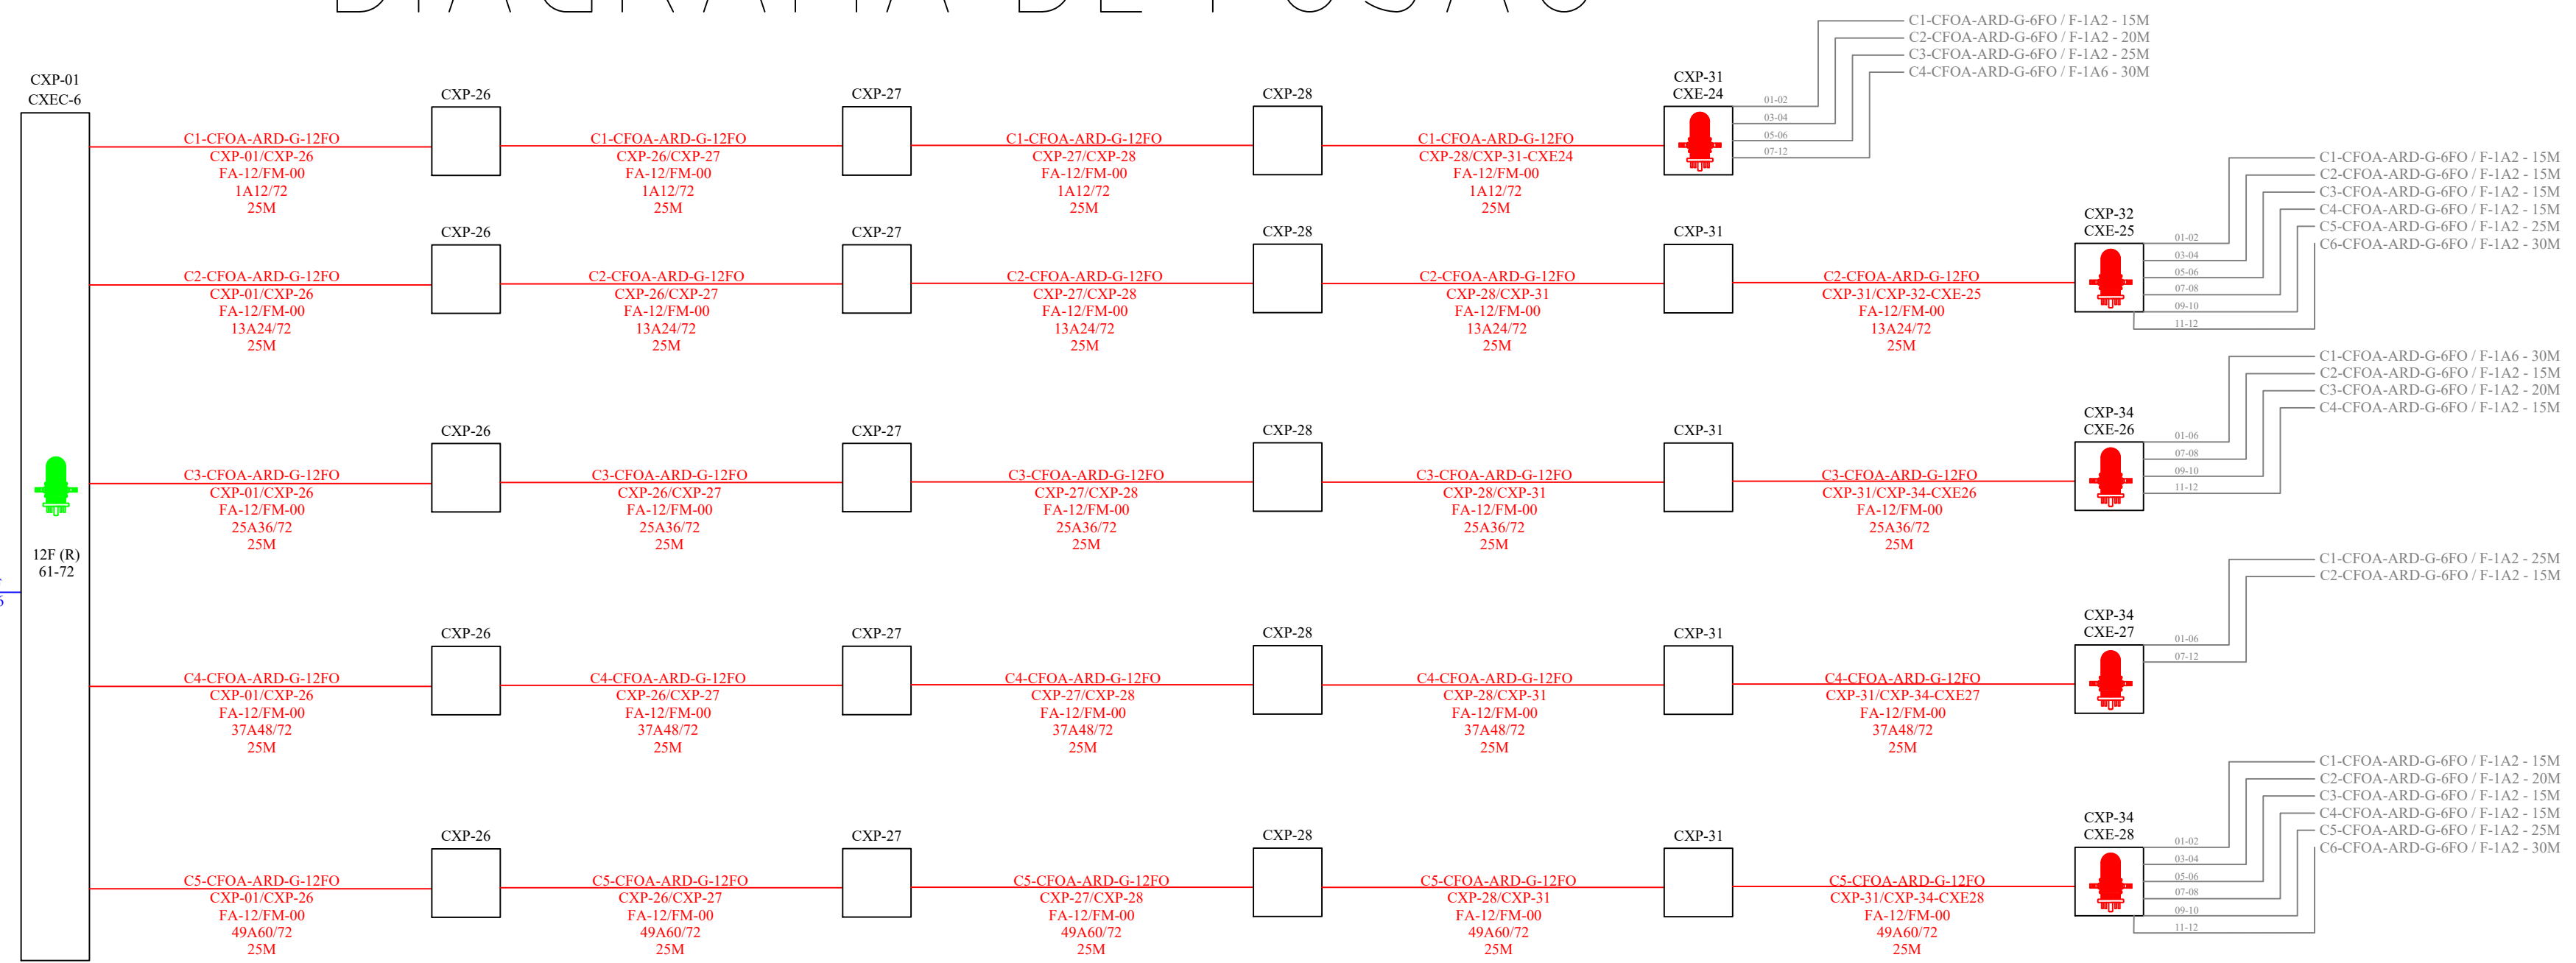 DIAGRAMA DE FUSÃO
CXP-01
CXEC-6
12F (R)
61-72
C1-CFOA-ARD-G-12FO
CXP-01/CXP-26
FA-12/FM-00
1A12/72
25M
CXP-26
C1-CFOA-ARD-G-12FO
CXP-26/CXP-27
FA-12/FM-00
1A12/72
25M
CXP-27
C1-CFOA-ARD-G-12FO
CXP-27/CXP-28
FA-12/FM-00
1A12/72
25M
CXP-28
C1-CFOA-ARD-G-12FO
CXP-28/CXP-31-CXE24
FA-12/FM-00
1A12/72
25M
CXP-31
CXE-24
01-02
03-04
05-06
07-12
C1-CFOA-ARD-G-6FO / F-1A2 - 15M
C2-CFOA-ARD-G-6FO / F-1A2 - 20M
C3-CFOA-ARD-G-6FO / F-1A2 - 25M
C4-CFOA-ARD-G-6FO / F-1A6 - 30M
C2-CFOA-ARD-G-12FO
CXP-01/CXP-26
FA-12/FM-00
13A24/72
25M
CXP-26
C2-CFOA-ARD-G-12FO
CXP-26/CXP-27
FA-12/FM-00
13A24/72
25M
CXP-27
C2-CFOA-ARD-G-12FO
CXP-27/CXP-28
FA-12/FM-00
13A24/72
25M
CXP-28
C2-CFOA-ARD-G-12FO
CXP-28/CXP-31
FA-12/FM-00
13A24/72
25M
CXP-31
C2-CFOA-ARD-G-12FO
CXP-31/CXP-32-CXE-25
FA-12/FM-00
13A24/72
25M
CXP-32
CXE-25
01-02
03-04
05-06
07-08
09-10
11-12
C1-CFOA-ARD-G-6FO / F-1A2 - 15M
C2-CFOA-ARD-G-6FO / F-1A2 - 15M
C3-CFOA-ARD-G-6FO / F-1A2 - 15M
C4-CFOA-ARD-G-6FO / F-1A2 - 15M
C5-CFOA-ARD-G-6FO / F-1A2 - 25M
C6-CFOA-ARD-G-6FO / F-1A2 - 30M
C3-CFOA-ARD-G-12FO
CXP-01/CXP-26
FA-12/FM-00
25A36/72
25M
CXP-26
C3-CFOA-ARD-G-12FO
CXP-26/CXP-27
FA-12/FM-00
25A36/72
25M
CXP-27
C3-CFOA-ARD-G-12FO
CXP-27/CXP-28
FA-12/FM-00
25A36/72
25M
CXP-28
C3-CFOA-ARD-G-12FO
CXP-28/CXP-31
FA-12/FM-00
25A36/72
25M
CXP-31
C3-CFOA-ARD-G-12FO
CXP-31/CXP-34-CXE26
FA-12/FM-00
25A36/72
25M
CXP-34
CXE-26
01-06
07-08
09-10
11-12
C1-CFOA-ARD-G-6FO / F-1A6 - 30M
C2-CFOA-ARD-G-6FO / F-1A2 - 15M
C3-CFOA-ARD-G-6FO / F-1A2 - 20M
C4-CFOA-ARD-G-6FO / F-1A2 - 15M
C4-CFOA-ARD-G-12FO
CXP-01/CXP-26
FA-12/FM-00
37A48/72
25M
CXP-26
C4-CFOA-ARD-G-12FO
CXP-26/CXP-27
FA-12/FM-00
37A48/72
25M
CXP-27
C4-CFOA-ARD-G-12FO
CXP-27/CXP-28
FA-12/FM-00
37A48/72
25M
CXP-28
C4-CFOA-ARD-G-12FO
CXP-28/CXP-31
FA-12/FM-00
37A48/72
25M
CXP-31
C4-CFOA-ARD-G-12FO
CXP-31/CXP-34-CXE27
FA-12/FM-00
37A48/72
25M
CXP-34
CXE-27
01-06
07-12
C1-CFOA-ARD-G-6FO / F-1A2 - 25M
C2-CFOA-ARD-G-6FO / F-1A2 - 15M
C5-CFOA-ARD-G-12FO
CXP-01/CXP-26
FA-12/FM-00
49A60/72
25M
CXP-26
C5-CFOA-ARD-G-12FO
CXP-26/CXP-27
FA-12/FM-00
49A60/72
25M
CXP-27
C5-CFOA-ARD-G-12FO
CXP-27/CXP-28
FA-12/FM-00
49A60/72
25M
CXP-28
C5-CFOA-ARD-G-12FO
CXP-28/CXP-31
FA-12/FM-00
49A60/72
25M
CXP-31
C5-CFOA-ARD-G-12FO
CXP-31/CXP-34-CXE28
FA-12/FM-00
49A60/72
25M
CXP-34
CXE-28
01-02
03-04
05-06
07-08
09-10
11-12
C1-CFOA-ARD-G-6FO / F-1A2 - 15M
C2-CFOA-ARD-G-6FO / F-1A2 - 20M
C3-CFOA-ARD-G-6FO / F-1A2 - 15M
C4-CFOA-ARD-G-6FO / F-1A2 - 15M
C5-CFOA-ARD-G-6FO / F-1A2 - 25M
C6-CFOA-ARD-G-6FO / F-1A2 - 30M